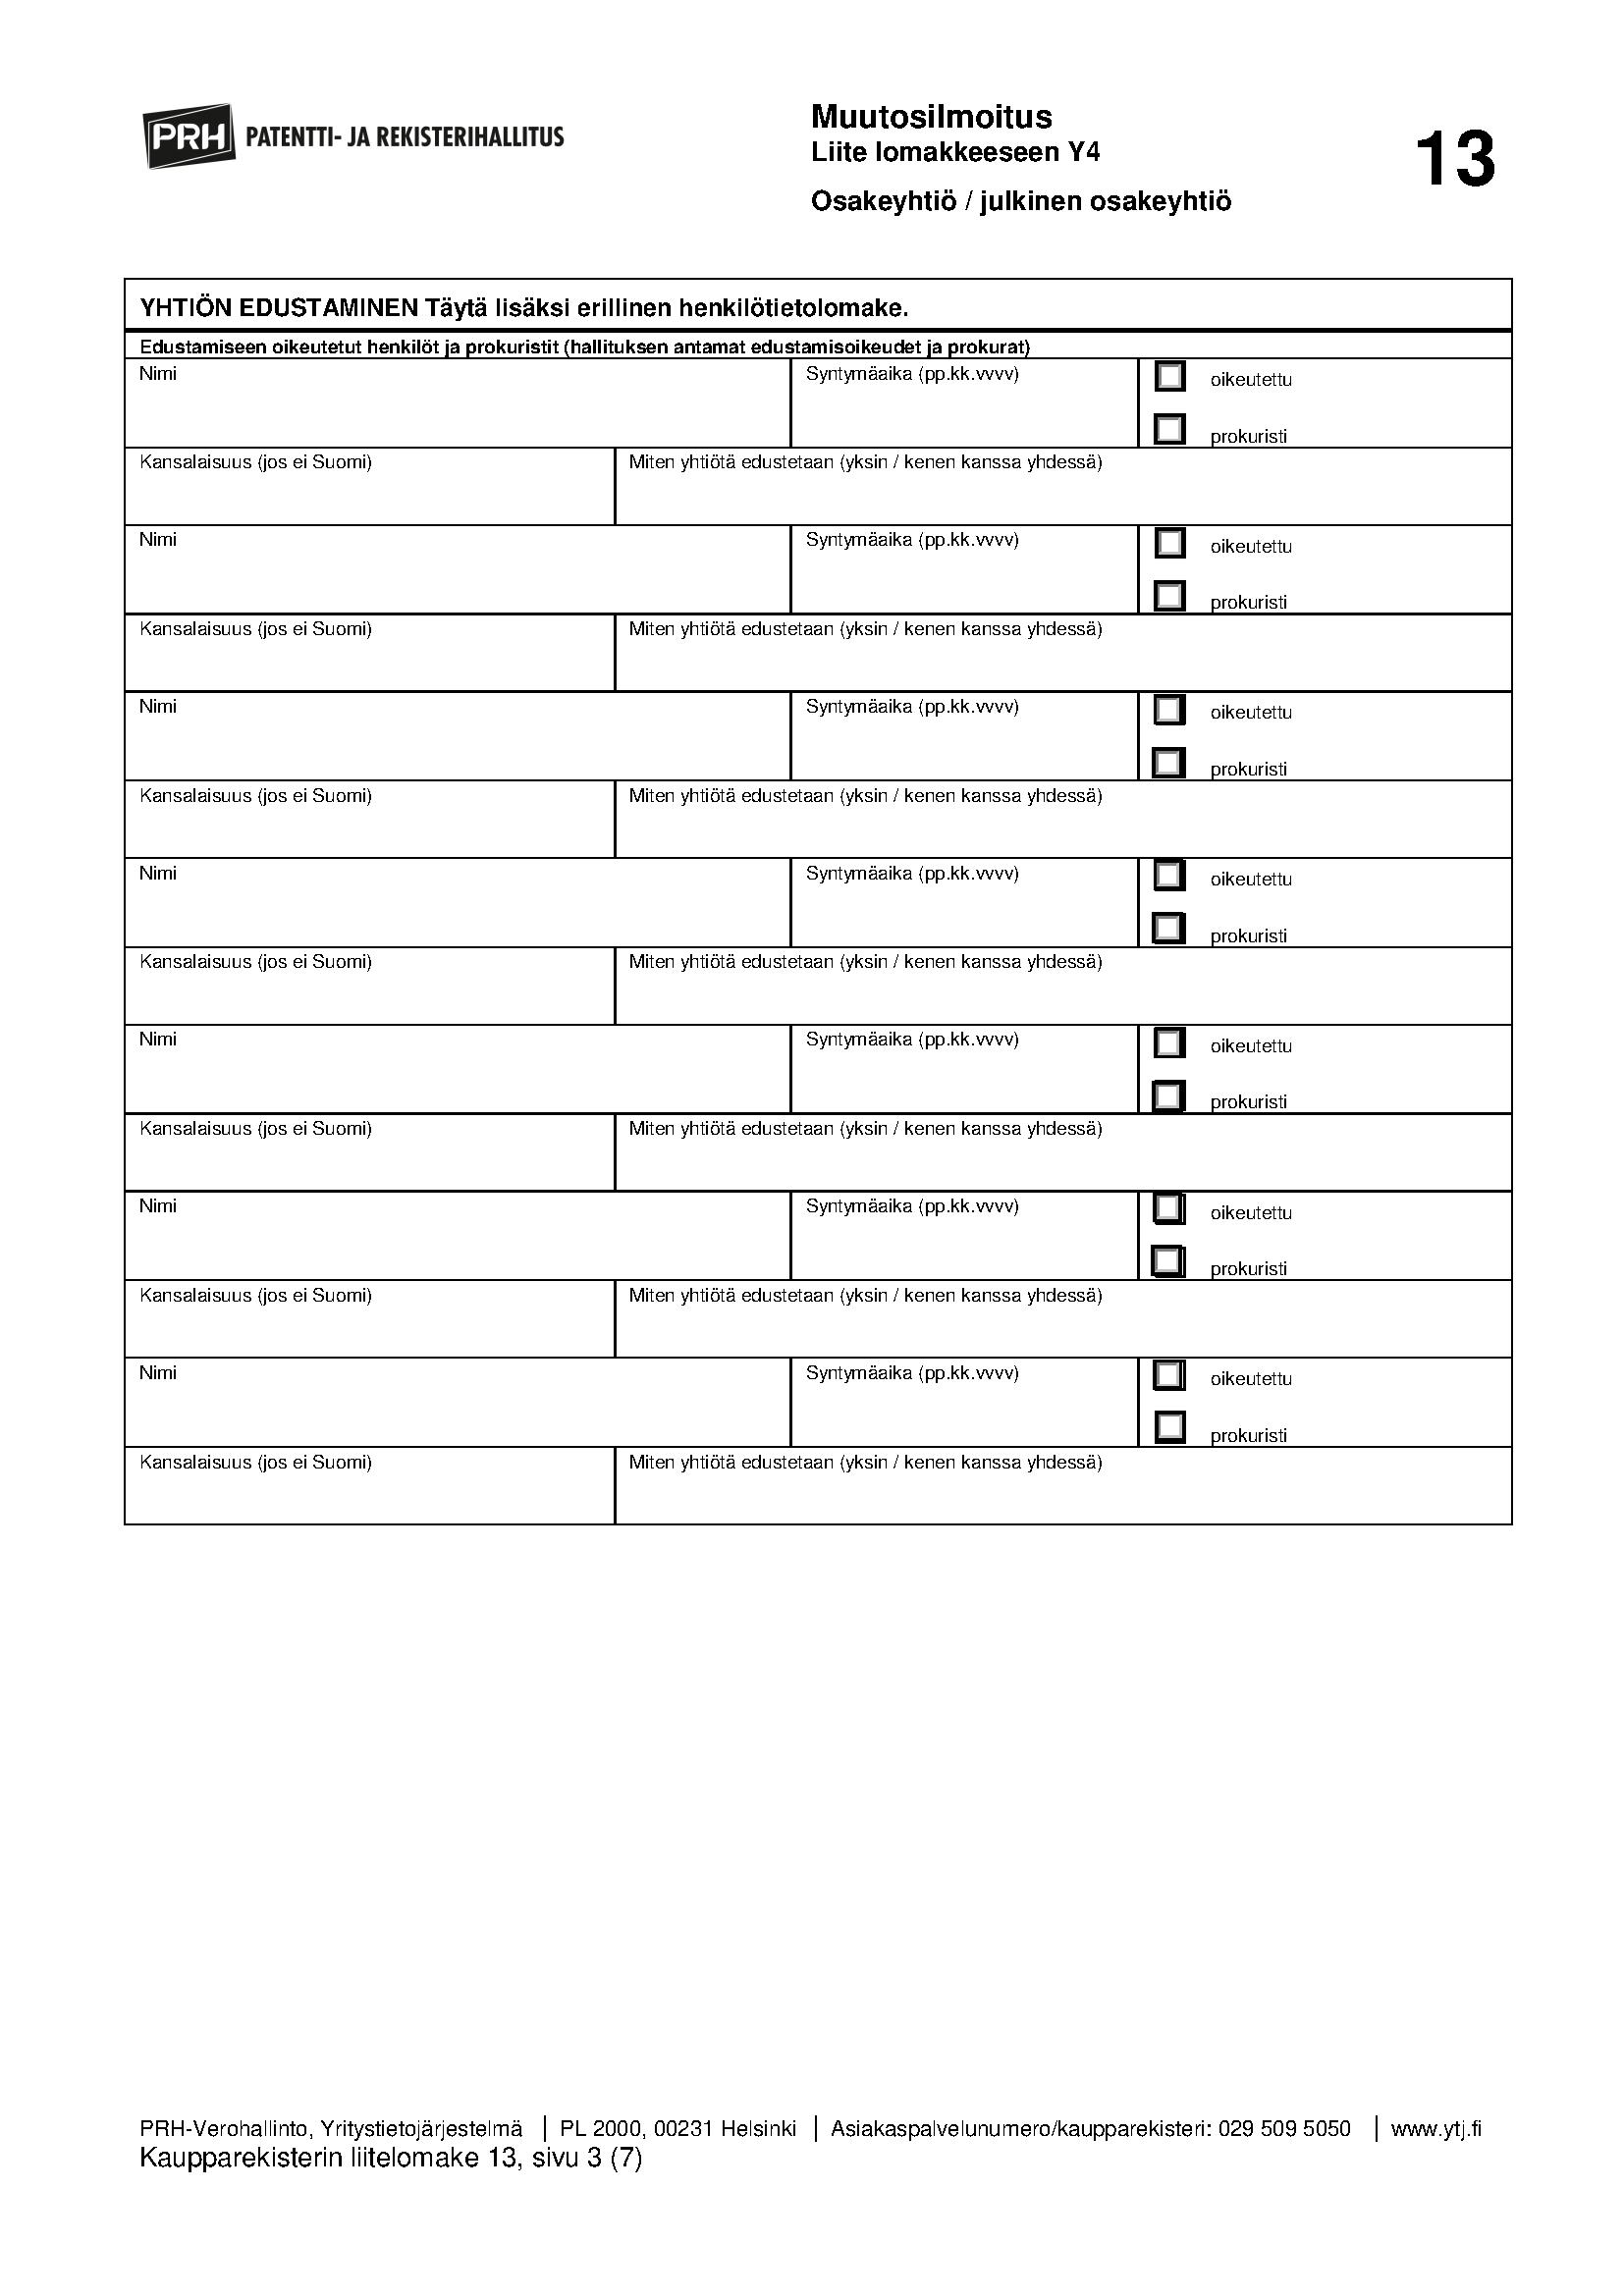 PRH PATENTTI- JA REKISTERIHALLITUS
Muutosilmoitus
Liite lomakkeeseen Y4
Osakeyhtiö / julkinen osakeyhtiö
13
YHTIÖN EDUSTAMINEN Täytä lisäksi erillinen henkilötietolomake.
Edustamiseen oikeutetut henkilöt ja prokuristit (hallituksen antamat edustamisoikeudet ja prokurat)
Nimi Syntymäaika (pp.kk.vvvv) oikeutettu
prokuristi
Kansalaisuus (jos ei Suomi) Miten yhtiötä edustetaan (yksin / kenen kanssa yhdessä)
Nimi Syntymäaika (pp.kk.vvvv) oikeutettu
prokuristi
Kansalaisuus (jos ei Suomi) Miten yhtiötä edustetaan (yksin / kenen kanssa yhdessä)
Nimi Syntymäaika (pp.kk.vvvv) oikeutettu
prokuristi
Kansalaisuus (jos ei Suomi) Miten yhtiötä edustetaan (yksin / kenen kanssa yhdessä)
Nimi Syntymäaika (pp.kk.vvvv) oikeutettu
prokuristi
Kansalaisuus (jos ei Suomi) Miten yhtiötä edustetaan (yksin / kenen kanssa yhdessä)
Nimi Syntymäaika (pp.kk.vvvv) oikeutettu
prokuristi
Kansalaisuus (jos ei Suomi) Miten yhtiötä edustetaan (yksin / kenen kanssa yhdessä)
Nimi Syntymäaika (pp.kk.vvvv) oikeutettu
prokuristi
Kansalaisuus (jos ei Suomi) Miten yhtiötä edustetaan (yksin / kenen kanssa yhdessä)
Nimi Syntymäaika (pp.kk.vvvv) oikeutettu
prokuristi
Kansalaisuus (jos ei Suomi) Miten yhtiötä edustetaan (yksin / kenen kanssa yhdessä)
PRH-Verohallinto, Yritystietojärjestelmä | PL 2000, 00231 Helsinki | Asiakaspalvelunumero/kaupparekisteri: 029 509 5050 | www.ytj.fi
Kaupparekisterin liitelomake 13, sivu 3 (7)